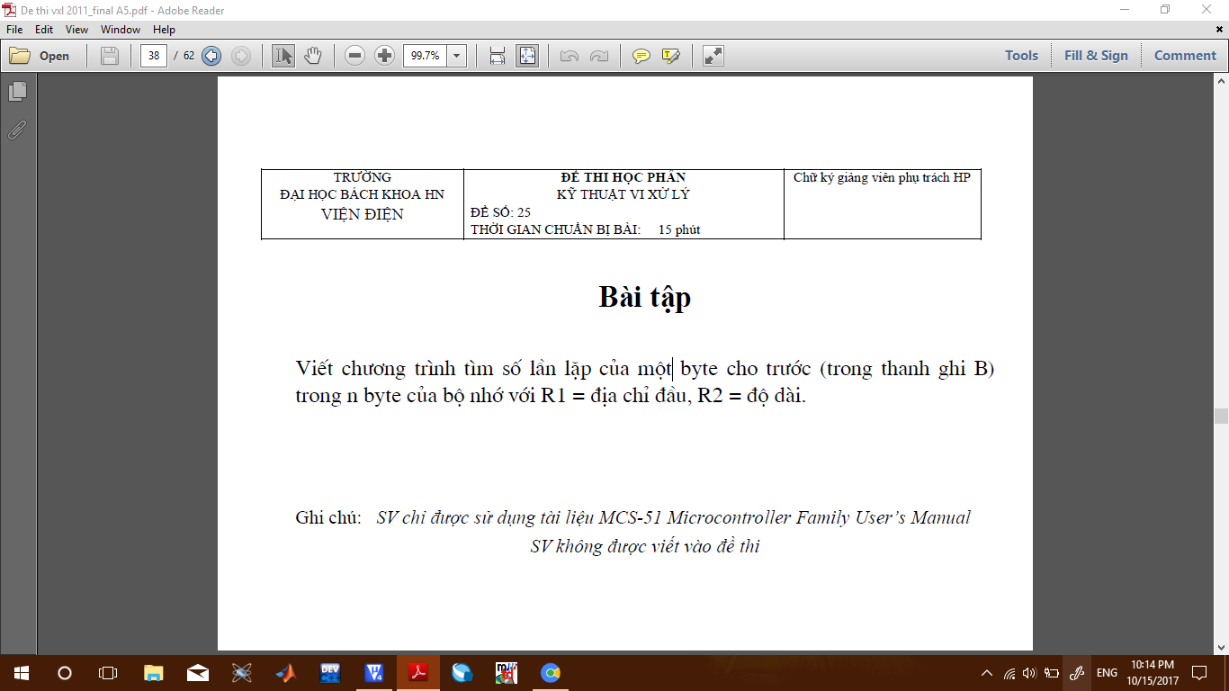 De thi vxl 2011_final A5.pdf - Adobe Reader
File Edit View Window Help
Open 38 / 62 99.7% Tools Fill & Sign Comment
TRƯỜNG
ĐẠI HỌC BÁCH KHOA HN
VIỆN ĐIỆN
ĐỀ THI HỌC PHẦN
KỸ THUẬT VI XỬ LÝ
ĐỀ SỐ: 25
THỜI GIAN CHUẨN BỊ BÀI: 15 phút
Chữ ký giảng viên phụ trách HP
Bài tập
Viết chương trình tìm số lần lặp của một byte cho trước (trong thanh ghi B)
trong n byte của bộ nhớ với R1 = địa chỉ đầu, R2 = độ dài.
Ghi chú: SV chỉ được sử dụng tài liệu MCS-51 Microcontroller Family User's Manual
SV không được viết vào đề thi
DEV
ENG
10:14 PM
10/15/2017